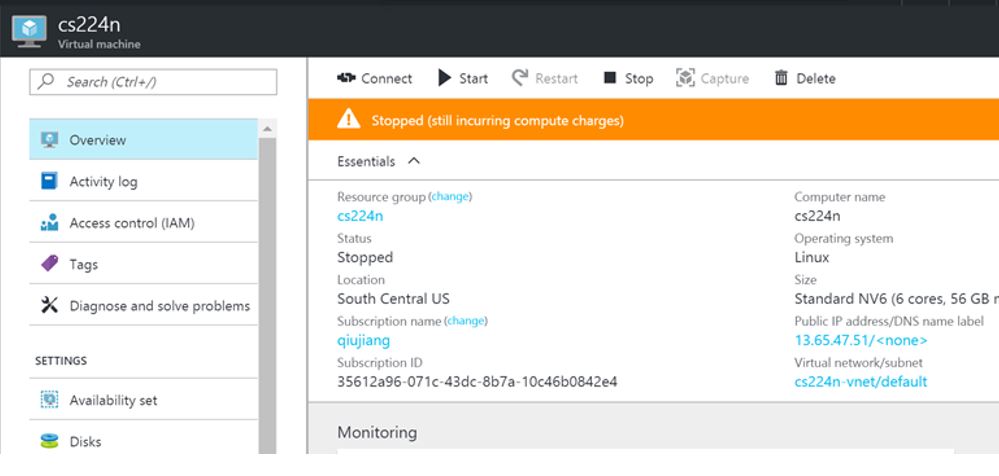 cs224n
Virtual machine
Search (Ctrl+/)
Overview
Activity log
Access control (IAM)
Tags
Diagnose and solve problems
SETTINGS
Availability set
Disks
Connect Start Restart Stop Capture Delete
Stopped (still incurring compute charges)
Essentials
Resource group (change)
cs224n
Status
Stopped
Location
South Central US
Subscription name (change)
qiujiang
Subscription ID
35612a96-071c-43dc-8b7a-10c46b0842e4
Computer name
cs224n
Operating system
Linux
Size
Standard NV6 (6 cores, 56 GB
Public IP address/DNS name label
13.65.47.51/<none>
Virtual network/subnet
cs224n-vnet/default
Monitoring